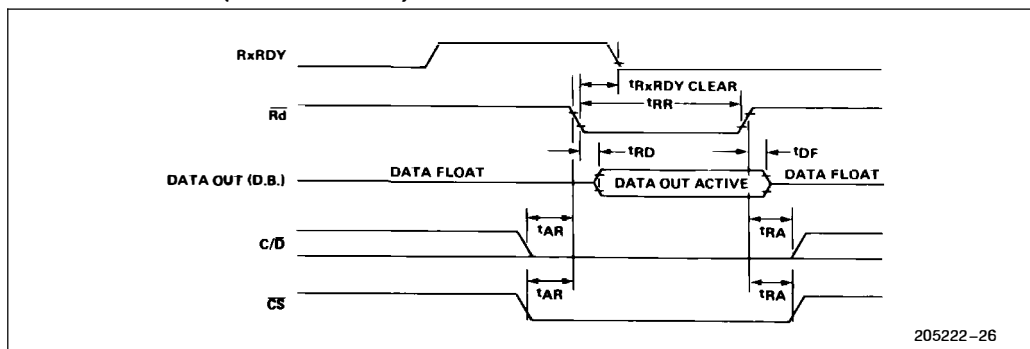 RxRDY
tRxRDY CLEAR
tRR
Rd
tRD
tDF
DATA OUT (D.B.)
DATA FLOAT
DATA OUT ACTIVE
DATA FLOAT
tAR
tRA
C/D
tAR
tRA
CS
205222-26